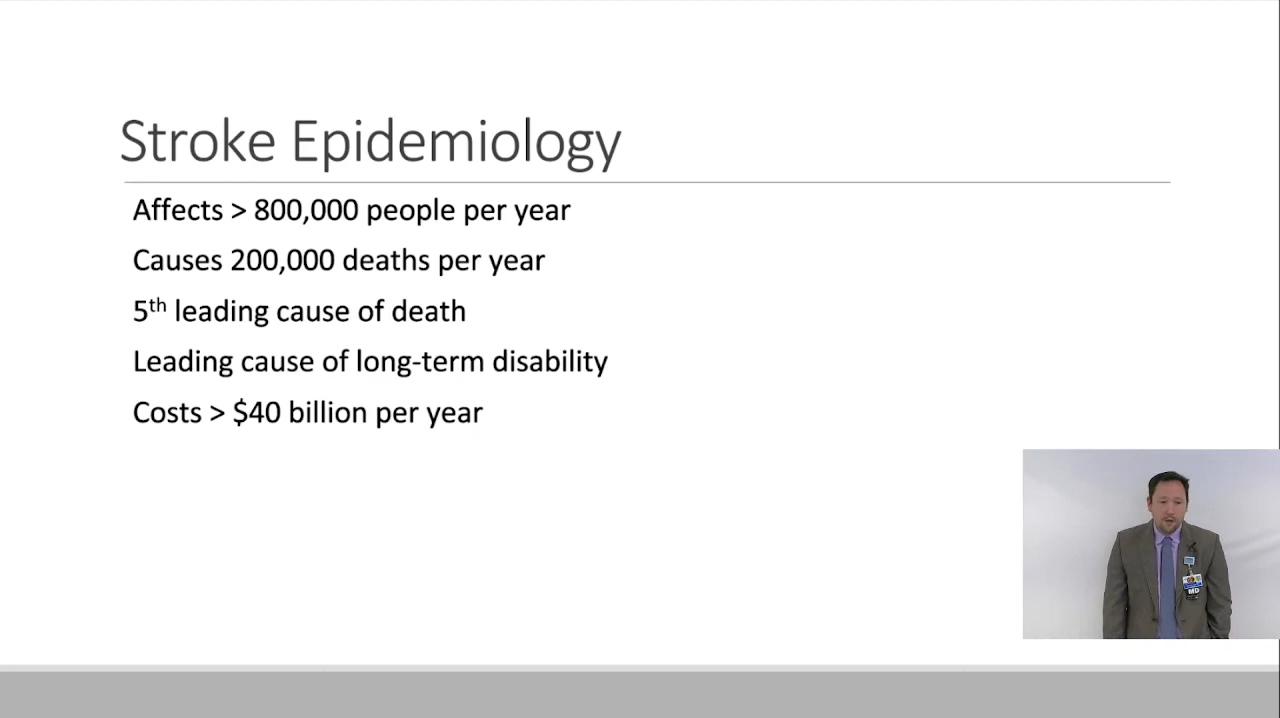 Stroke Epidemiology
Affects > 800,000 people per year
Causes 200,000 deaths per year
5th leading cause of death
Leading cause of long-term disability
Costs > $40 billion per year
MD